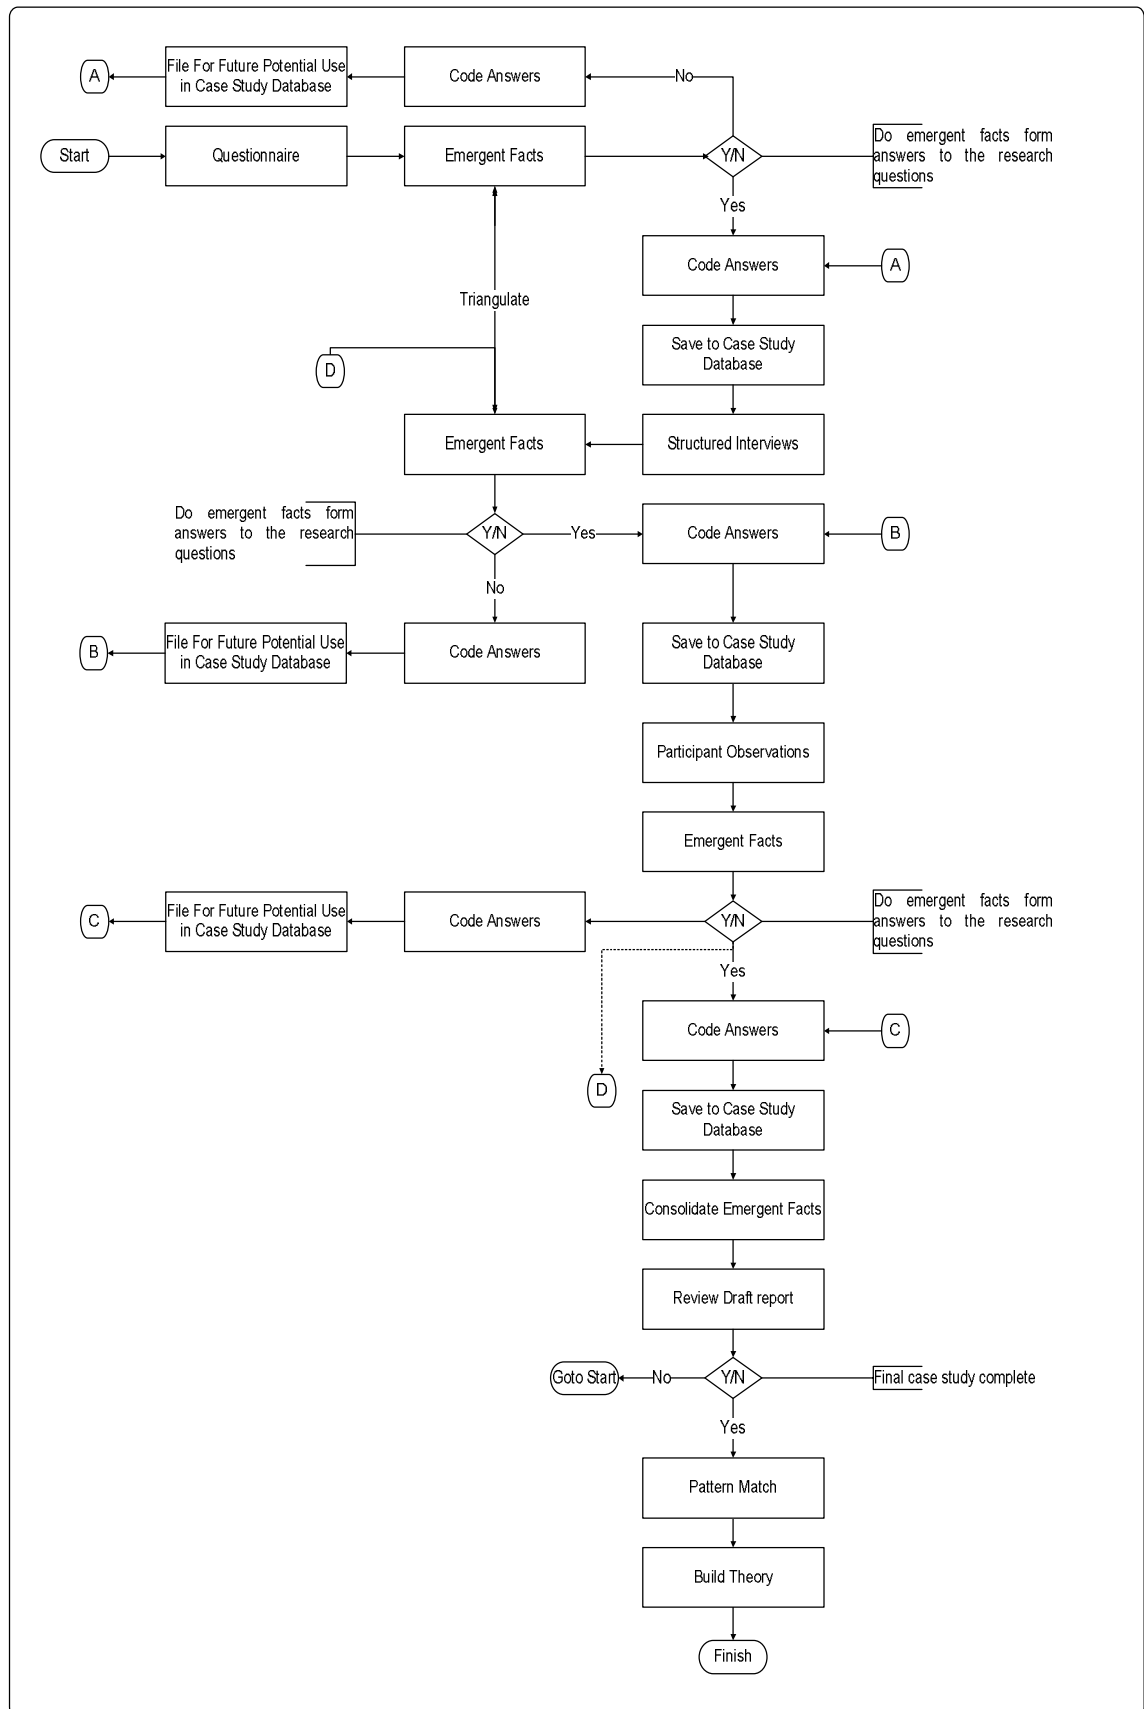 A
File For Future Potential Use
in Case Study Database
Code Answers
No
Start
Questionnaire
Emergent Facts
Y/N
Do emergent facts form
answers to the research
questions
Yes
Code Answers
A
Triangulate
Save to Case Study
Database
D
Emergent Facts
Structured Interviews
Do emergent facts form
answers to the research
questions
Y/N
Yes
Code Answers
B
No
B
File For Future Potential Use
in Case Study Database
Code Answers
Save to Case Study
Database
Participant Observations
Emergent Facts
C
File For Future Potential Use
in Case Study Database
Code Answers
Y/N
Do emergent facts form
answers to the research
questions
Yes
Code Answers
C
D
Save to Case Study
Database
Consolidate Emergent Facts
Review Draft report
Goto Start
No
Y/N
Final case study complete
Yes
Pattern Match
Build Theory
Finish